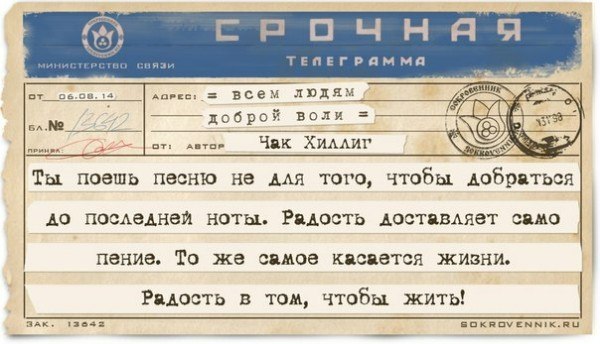 СРОЧНАЯ
ТЕЛЕГРАММА
МИНИСТЕРСТВО СВЯЗИ
ОТ 06.08.14
АДРЕС: = всем людям
доброй воли =
БЛ.№
ПРИНЯЛ:
ОТ: АВТОР Чак Хиллиг
Ты поешь песню не для того, чтобы добраться
до последней ноты. Радость доставляет само
пение. То же самое касается жизни.
Радость в том, чтобы жить!
ЗАК. 13642
SOKROVENNIK.RU